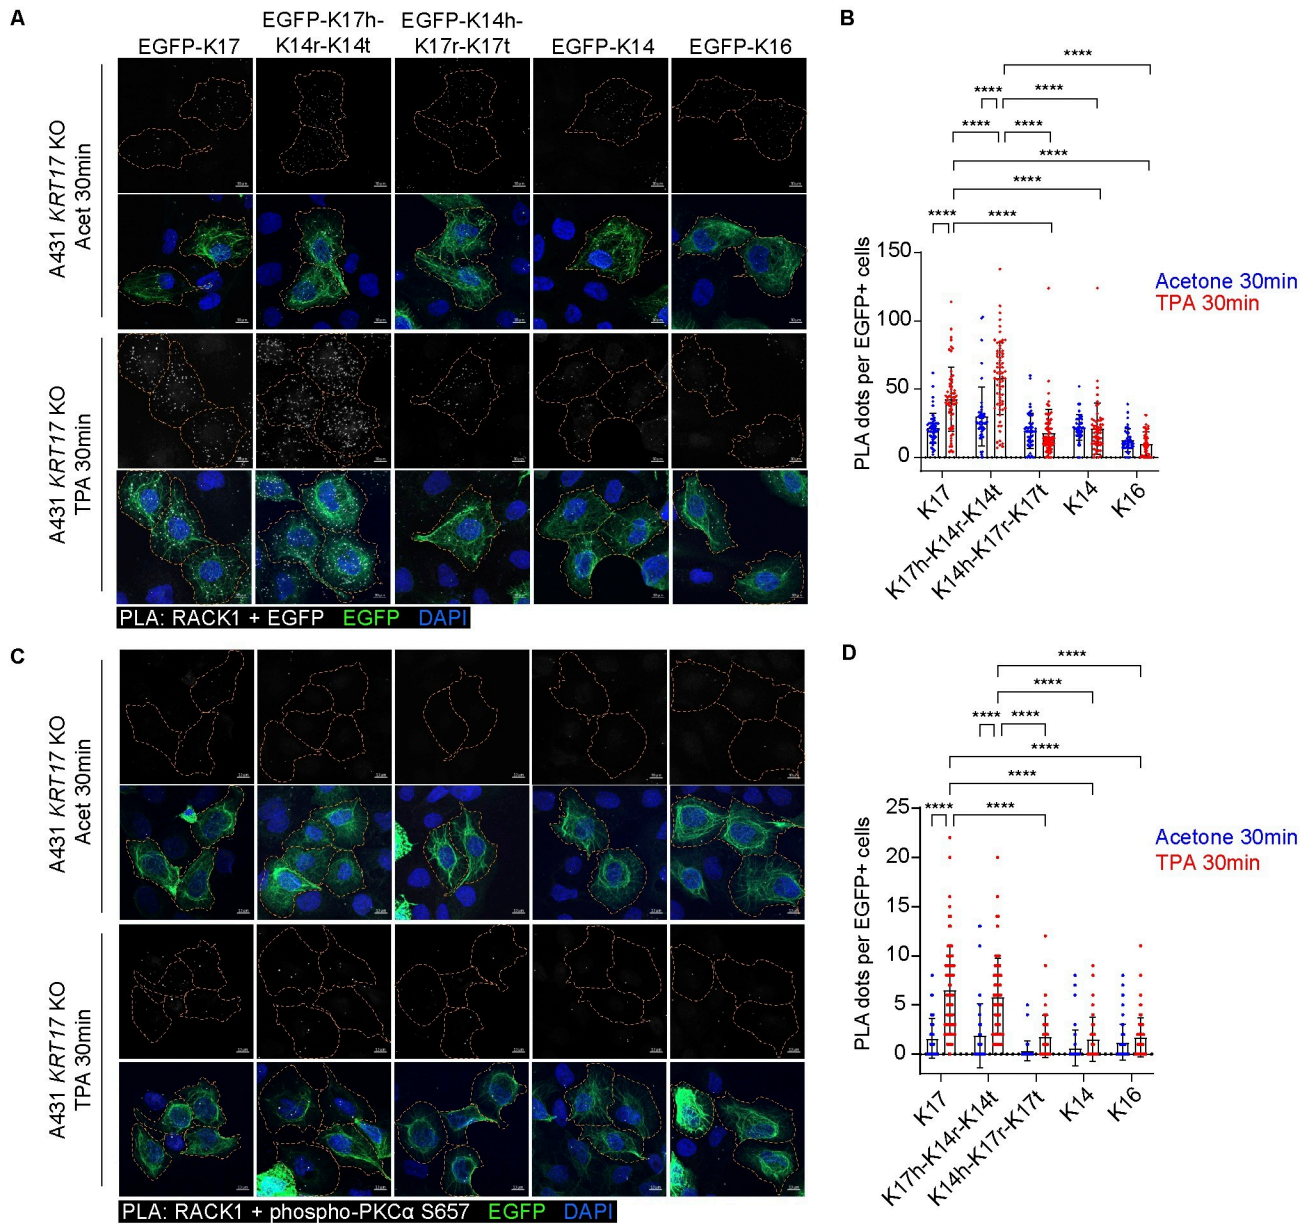 A
EGFP-K17
EGFP-K17h-
K14r-K14t
EGFP-K14h-
K17r-K17t
EGFP-K14
EGFP-K16
A431 KRT17 KO
Acet 30min
A431 KRT17 KO
TPA 30min
PLA: RACK1 + EGFP EGFP DAPI
B
****
**** ****
**** ****
****
****
**** ****
PLA dots per EGFP+ cells
150
100
50
0
K17
K17h-K14r-K14t
K14h-K17r-K17t
K14
K16
Acetone 30min
TPA 30min
C
A431 KRT17 KO
Acet 30min
A431 KRT17 KO
TPA 30min
PLA: RACK1 + phospho-PKCα S657 EGFP DAPI
D
****
****
**** ****
****
****
**** ****
PLA dots per EGFP+ cells
25
20
15
10
5
0
K17
K17h-K14r-K14t
K14h-K17r-K17t
K14
K16
Acetone 30min
TPA 30min